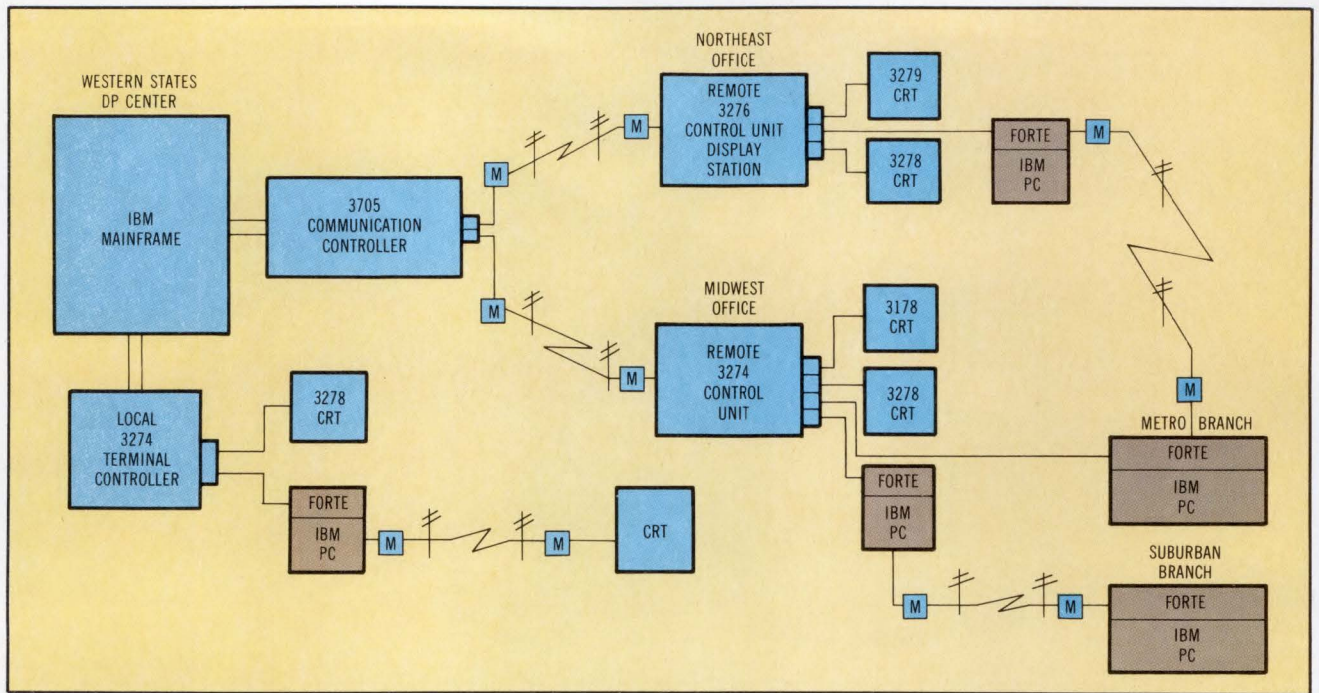 WESTERN STATES
DP CENTER
IBM
MAINFRAME
3705
COMMUNICATION
CONTROLLER
LOCAL
3274
TERMINAL
CONTROLLER
3278
CRT
FORTE
IBM
PC
M
M
CRT
M
M
NORTHEAST
OFFICE
REMOTE
3276
CONTROL UNIT
DISPLAY
STATION
3279
CRT
3278
CRT
FORTE
IBM
PC
M
M
METRO BRANCH
FORTE
IBM
PC
M
M
MIDWEST
OFFICE
REMOTE
3274
CONTROL
UNIT
3178
CRT
3278
CRT
FORTE
IBM
PC
M
M
SUBURBAN
BRANCH
FORTE
IBM
PC